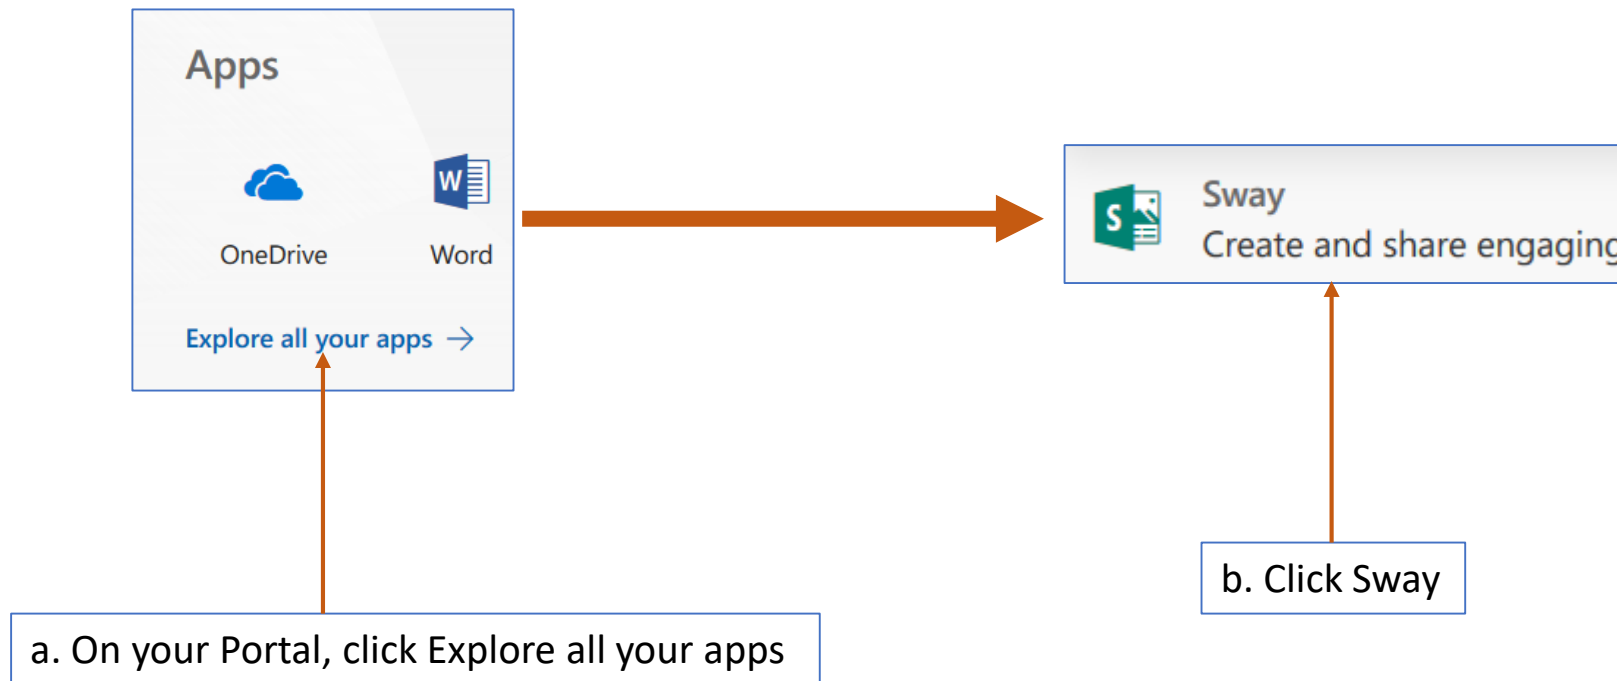 Apps
W
OneDrive
Word
Explore all your apps →
S
Sway
Create and share engaging
a. On your Portal, click Explore all your apps
b. Click Sway